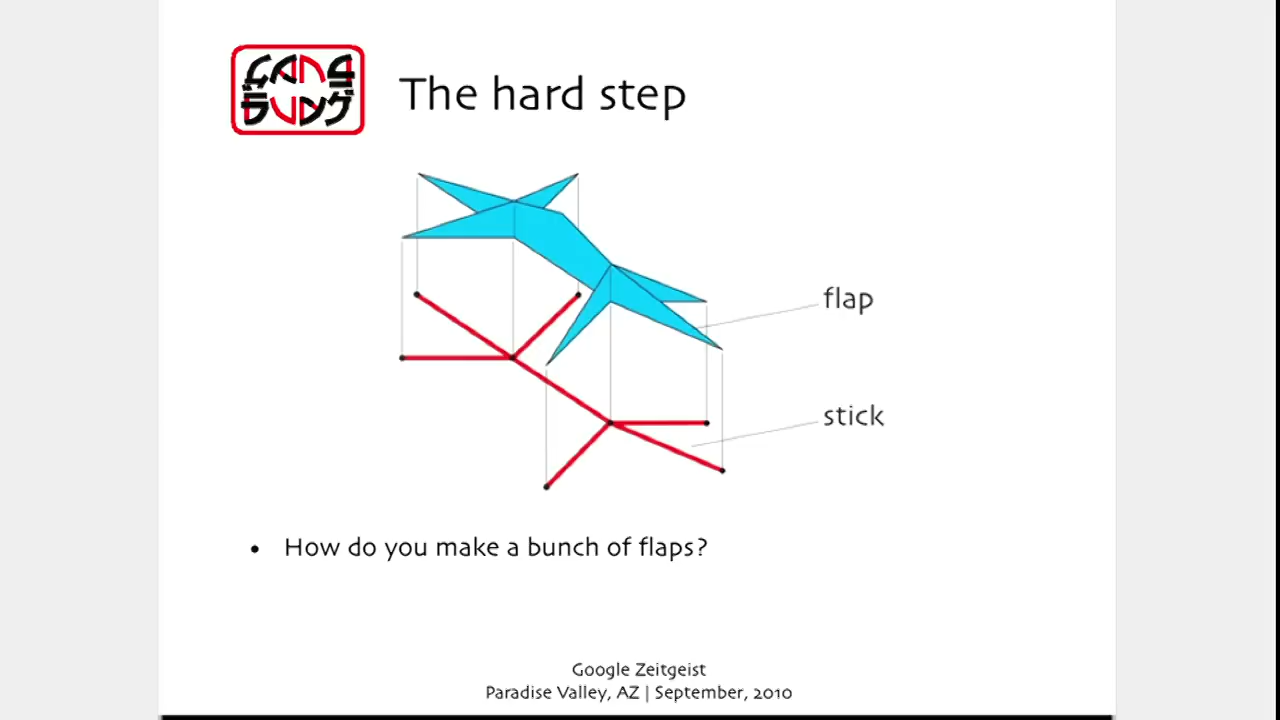 The hard step
flap
stick
• How do you make a bunch of flaps?
Google Zeitgeist
Paradise Valley, AZ | September, 2010